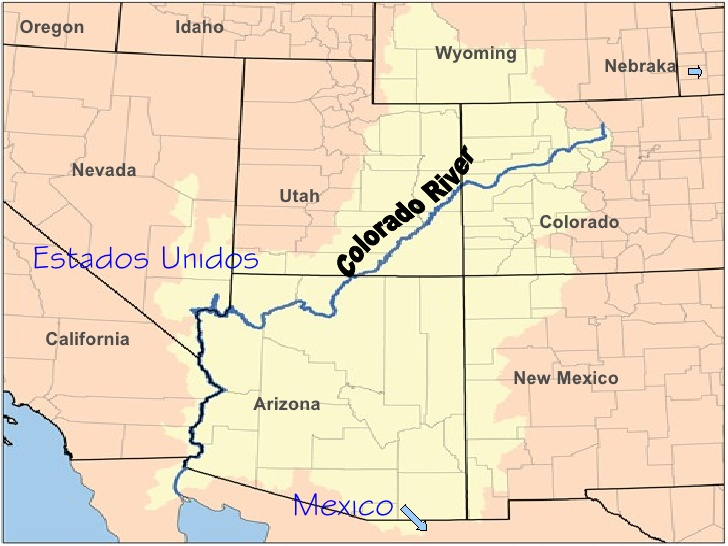 Oregon
Idaho
Wyoming
Nebraka
Nevada
Utah
Colorado River
Colorado
Estados Unidos
California
New Mexico
Arizona
Mexico